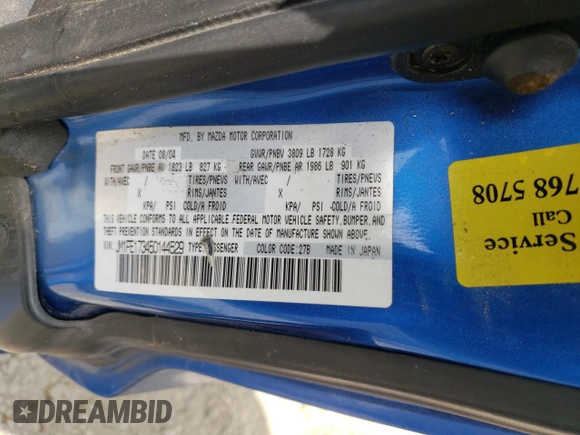 MFD. BY MAZDA MOTOR CORPORATION
DATE 08/04 GVWR/PNBV 3809 LB 1728 KG
FRONT GAWR/PNBE AV 1823 LB 827 KG REAR GAWR/PNBE AR 1986 LB 901 KG
WITH/AVEC / TIRES/PNEUS WITH/AVEC / TIRES/PNEUS
X RIMS/JANTES X RIMS/JANTES
KPA/ PSI COLD/A FROID KPA/ PSI COLD/A FROID
THIS VEHICLE CONFORMS TO ALL APPLICABLE FEDERAL MOTOR VEHICLE SAFETY, BUMPER, AND
THEFT PREVENTION STANDARDS IN EFFECT ON THE DATE OF MANUFACTURE SHOWN ABOVE.
VIN: JM1FE173450144629 TYPE: PASSENGER COLOR CODE:27B MADE IN JAPAN
Service
Call
768 5708
DREAMBID